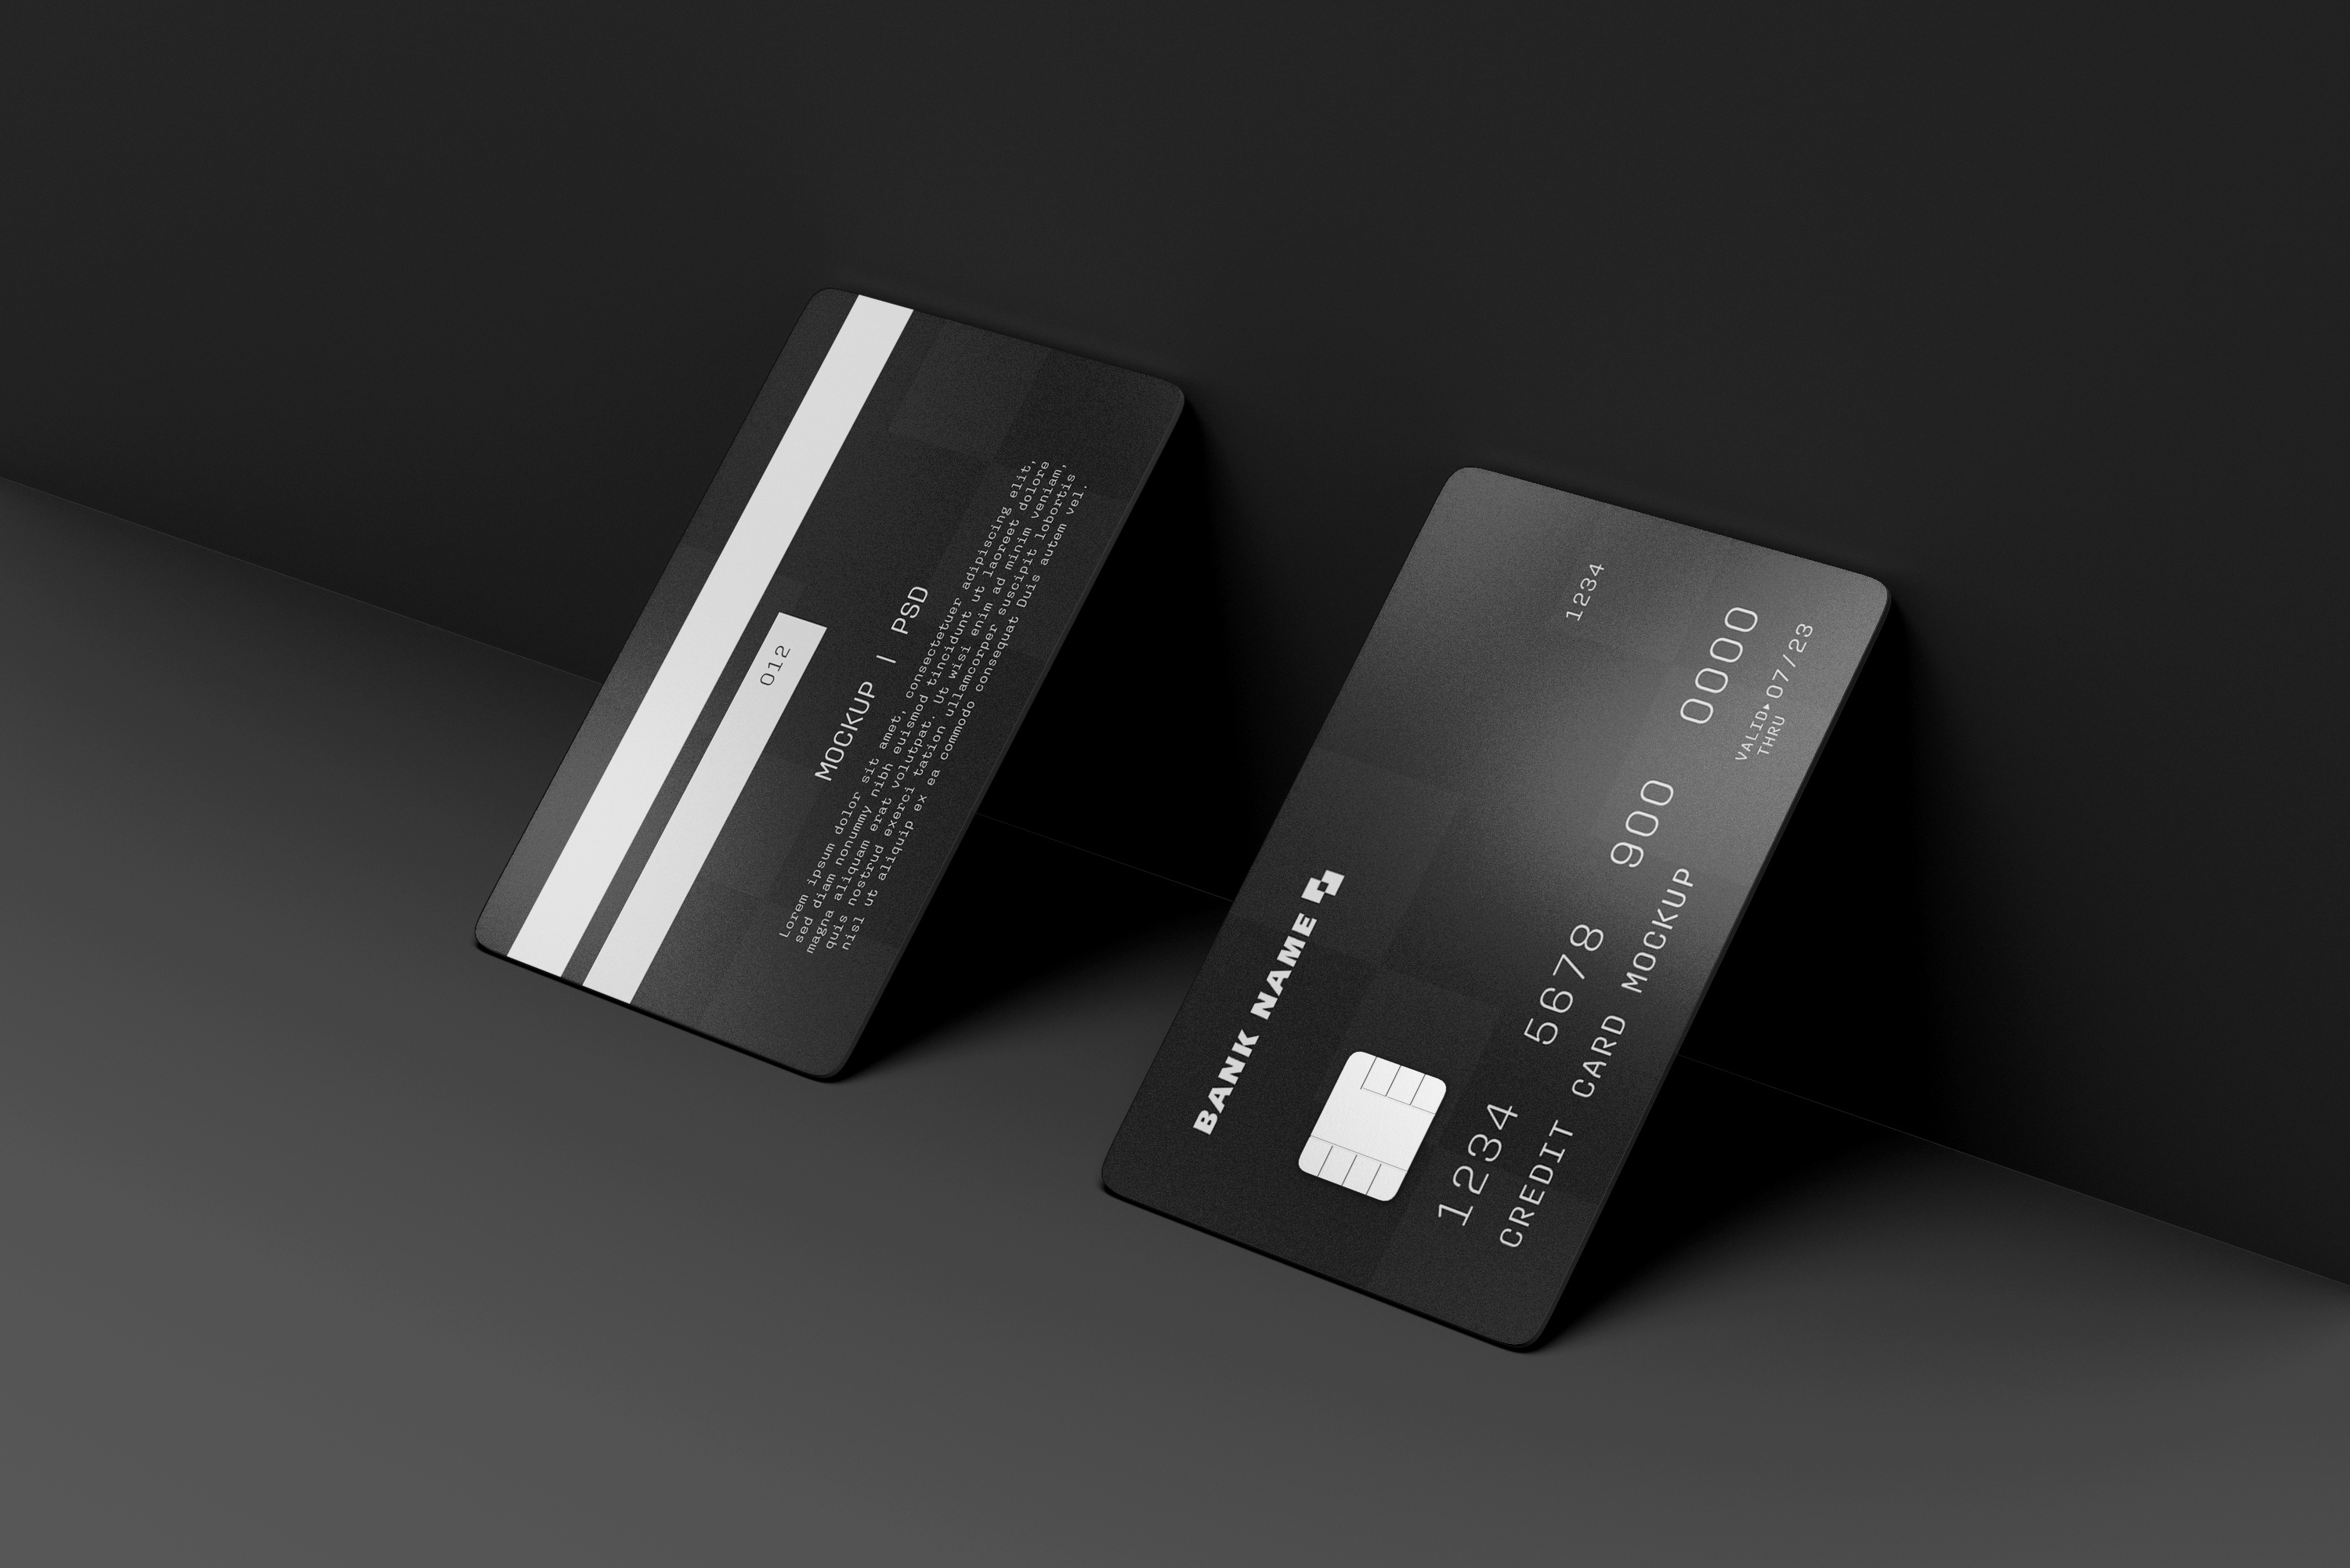 012
MOCKUP | PSD
Lorem ipsum dolor sit amet, consectetuer adipiscing elit,
sed diam nonummy nibh euismod tincidunt ut laoreet dolore
magna aliquam erat volutpat. Ut wisi enim ad minim veniam,
quis nostrud exerci tation ullamcorper suscipit lobortis
nisl ut aliquip ex ea commodo consequat Duis autem vel.
BANK NAME
1234
1234 5678 900 0000
VALID▸ 07/23
THRU
CREDIT CARD MOCKUP